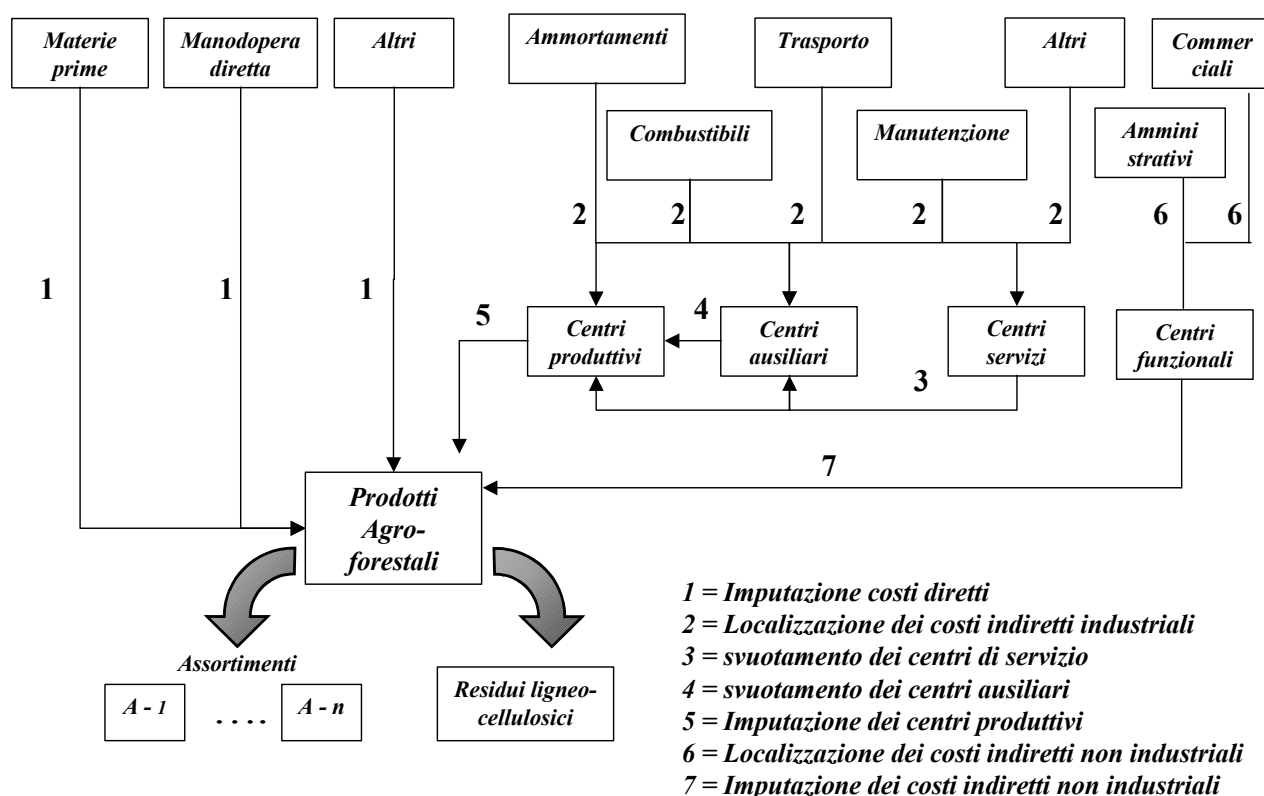 Materie
prime
Manodopera
diretta
Altri
Ammortamenti
Trasporto
Altri
Commer
ciali
Combustibili
Manutenzione
Ammini
strativi
2
2
2
2
2
6
6
1
1
1
5
4
3
Centri
produttivi
Centri
ausiliari
Centri
servizi
Centri
funzionali
7
Prodotti
Agro-
forestali
Assortimenti
A - 1
. . . .
A - n
Residui ligneo-
cellulosici
1 = Imputazione costi diretti
2 = Localizzazione dei costi indiretti industriali
3 = svuotamento dei centri di servizio
4 = svuotamento dei centri ausiliari
5 = Imputazione dei centri produttivi
6 = Localizzazione dei costi indiretti non industriali
7 = Imputazione dei costi indiretti non industriali